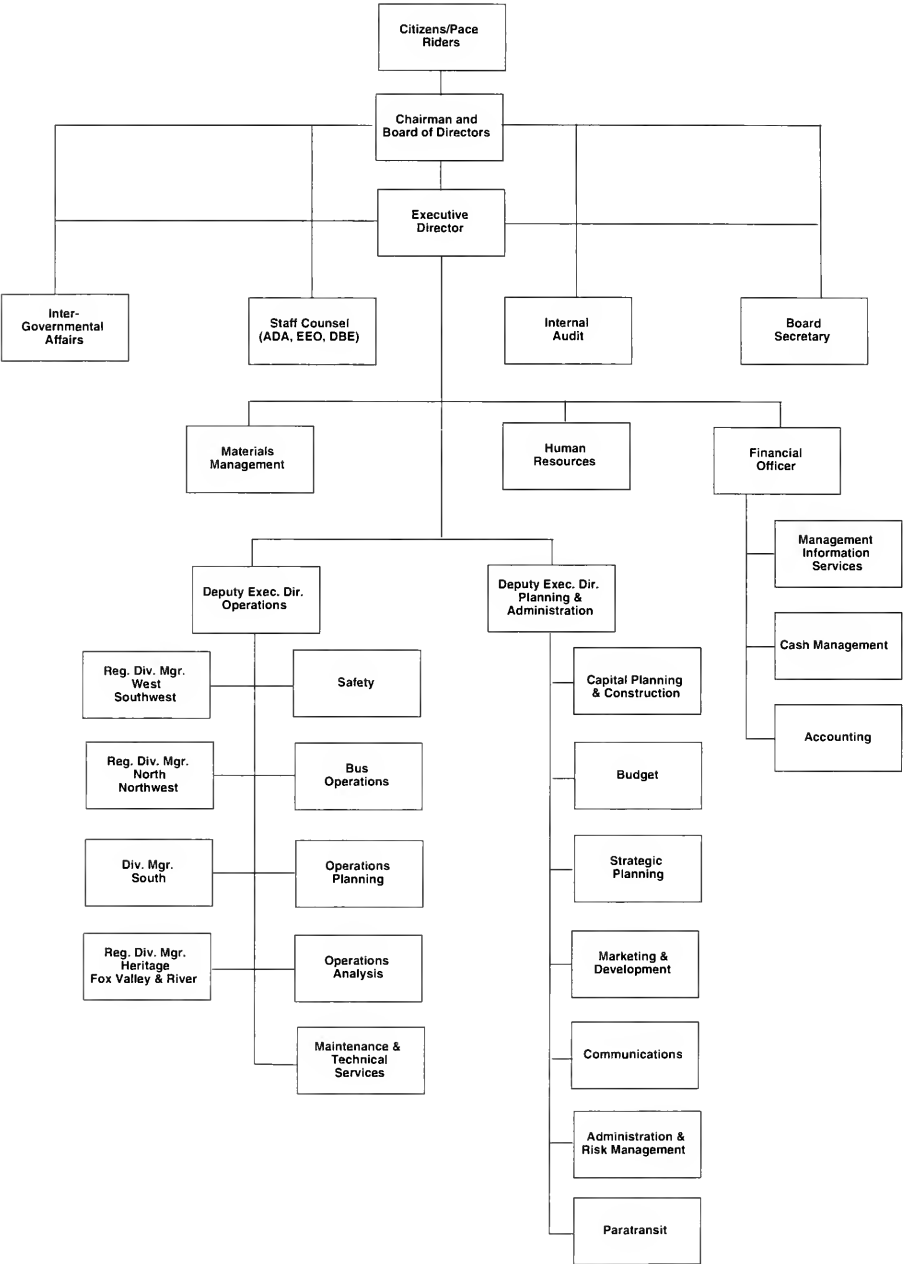 Citizens/Pace
Riders
Chairman and
Board of Directors
Executive
Director
Inter-
Governmental
Affairs
Staff Counsel
(ADA, EEO, DBE)
Internal
Audit
Board
Secretary
Materials
Management
Human
Resources
Financial
Officer
Management
Information
Services
Cash Management
Accounting
Deputy Exec. Dir.
Operations
Deputy Exec. Dir.
Planning &
Administration
Reg. Div. Mgr.
West
Southwest
Safety
Reg. Div. Mgr.
North
Northwest
Bus
Operations
Div. Mgr.
South
Operations
Planning
Reg. Div. Mgr.
Heritage
Fox Valley & River
Operations
Analysis
Maintenance &
Technical
Services
Capital Planning
& Construction
Budget
Strategic
Planning
Marketing &
Development
Communications
Administration &
Risk Management
Paratransit